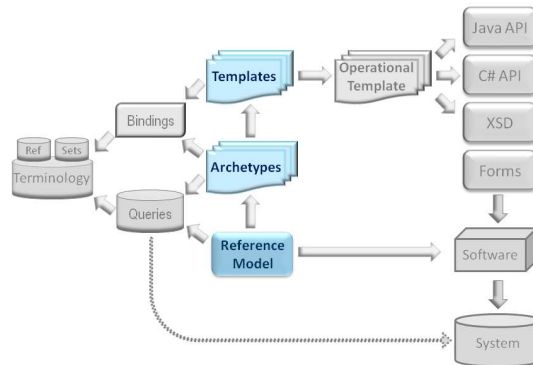 Java API
Templates
Operational
Template
C# API
Bindings
XSD
Ref
Sets
Terminology
Archetypes
Forms
Queries
Reference
Model
Software
System